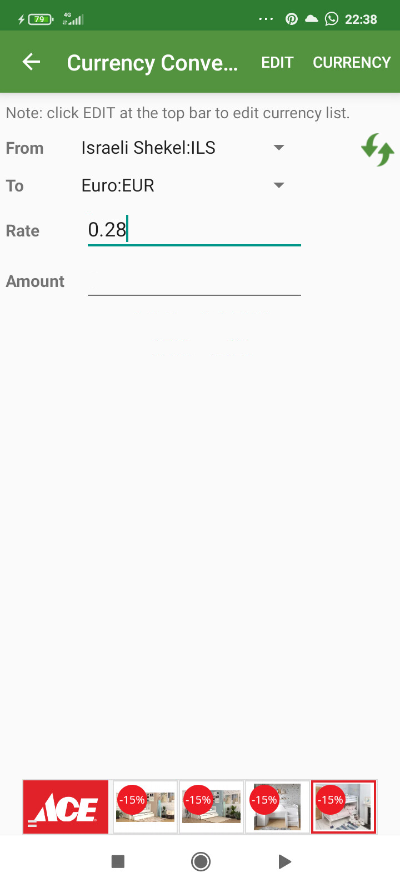 79
4G
22:38
Currency Conve... EDIT CURRENCY
Note: click EDIT at the top bar to edit currency list.
From Israeli Shekel:ILS
To Euro:EUR
Rate 0.28
Amount
ACE -15% -15% -15% -15%